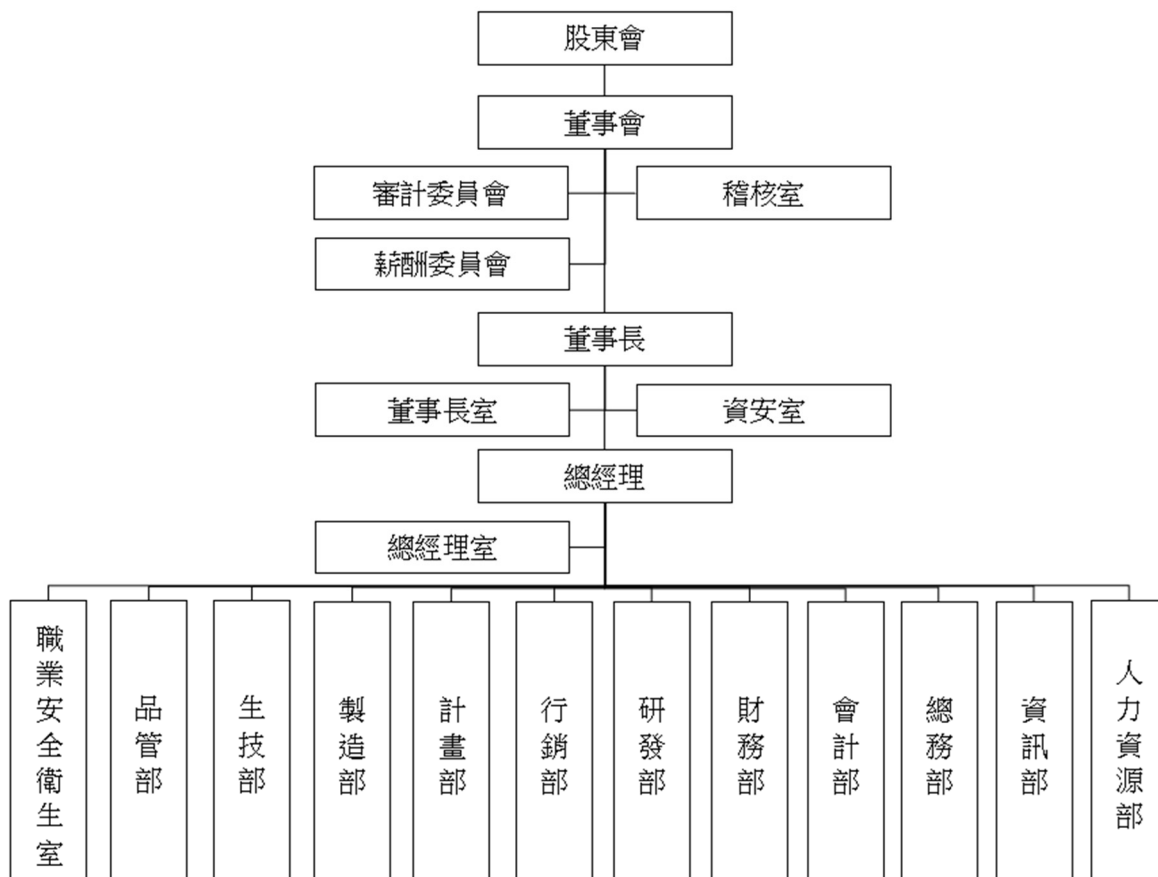 股東會
董事會
審計委員會
稽核室
薪酬委員會
董事長
董事長室
資安室
總經理
總經理室
職業安全衛生室
品管部
生技部
製造部
計畫部
行銷部
研發部
財務部
會計部
總務部
資訊部
人力資源部